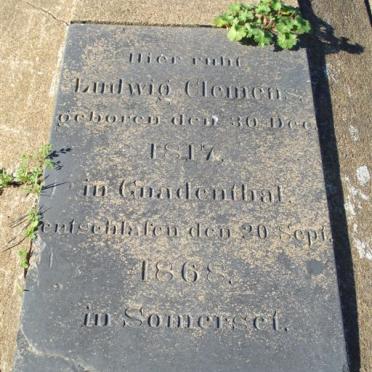 Hier ruht
Ludwig Clemens.
geboren den 30 Dec.
1817.
in Gnadenthal.
entschlafen den 20 Sept.
1868.
in Somerset.